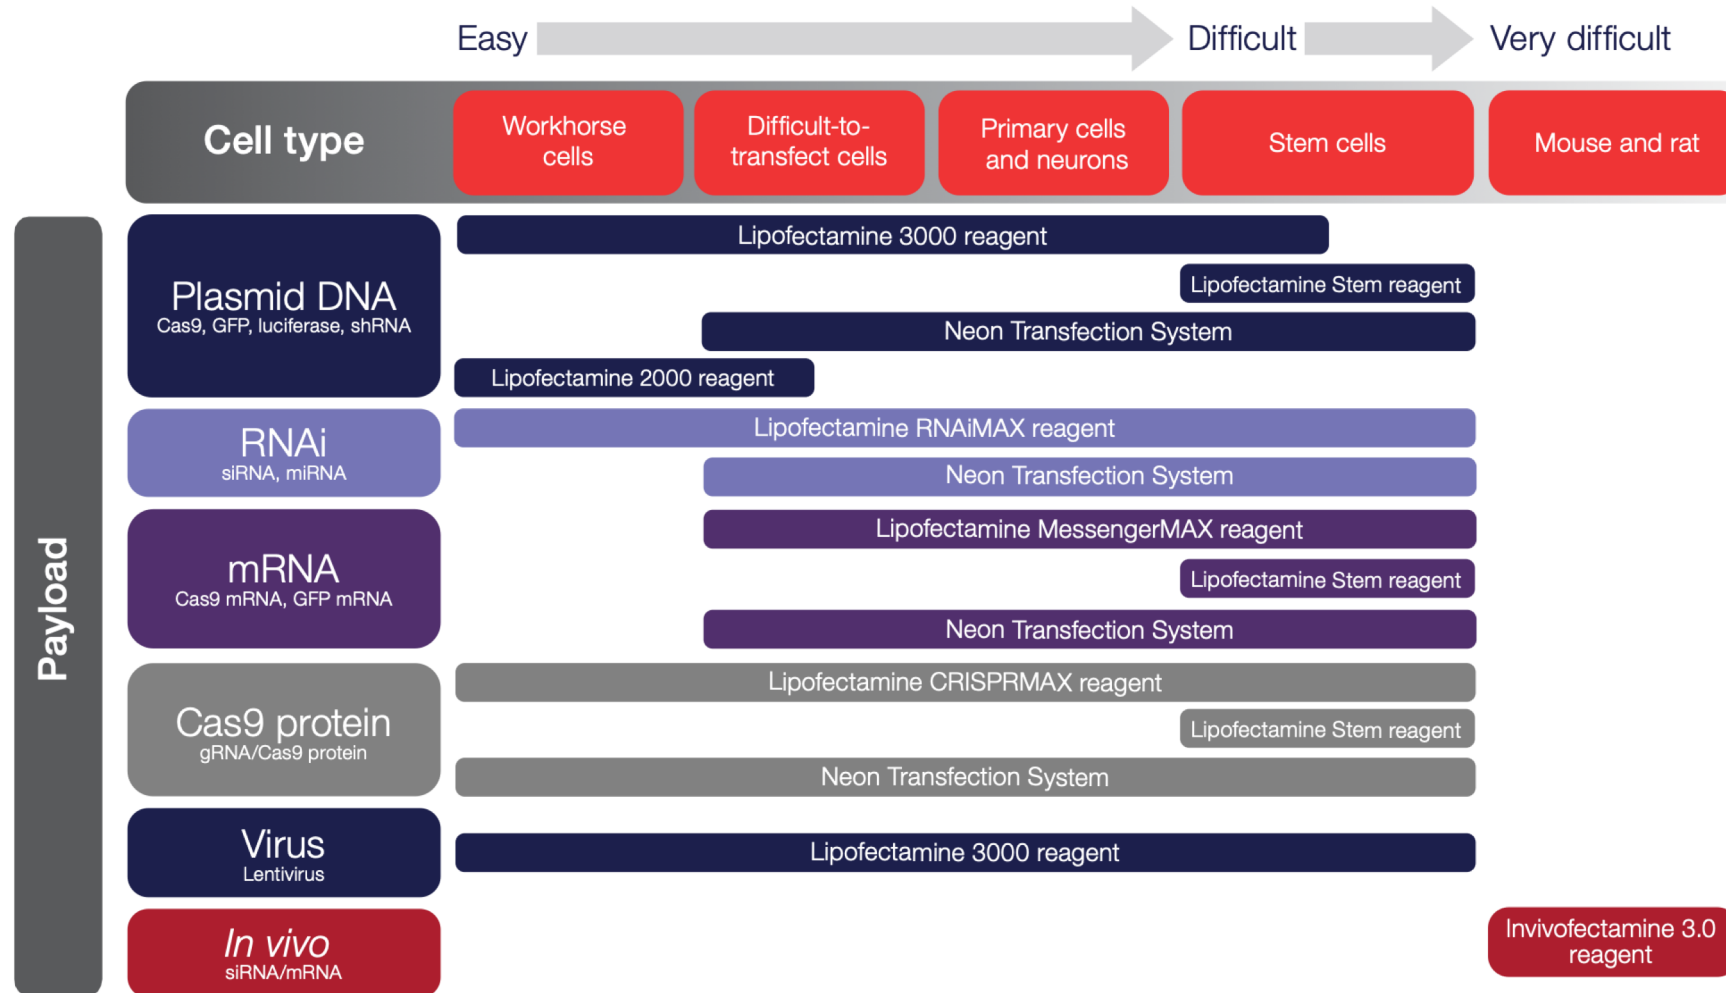 Easy
Difficult
Very difficult
Cell type
Workhorse
cells
Difficult-to-
transfect cells
Primary cells
and neurons
Stem cells
Mouse and rat
Payload
Plasmid DNA
Cas9, GFP, luciferase, shRNA
Lipofectamine 3000 reagent
Lipofectamine Stem reagent
Neon Transfection System
Lipofectamine 2000 reagent
RNAi
siRNA, miRNA
Lipofectamine RNAiMAX reagent
Neon Transfection System
mRNA
Cas9 mRNA, GFP mRNA
Lipofectamine MessengerMAX reagent
Lipofectamine Stem reagent
Neon Transfection System
Cas9 protein
gRNA/Cas9 protein
Lipofectamine CRISPRMAX reagent
Lipofectamine Stem reagent
Neon Transfection System
Virus
Lentivirus
Lipofectamine 3000 reagent
In vivo
siRNA/mRNA
Invivofectamine 3.0
reagent